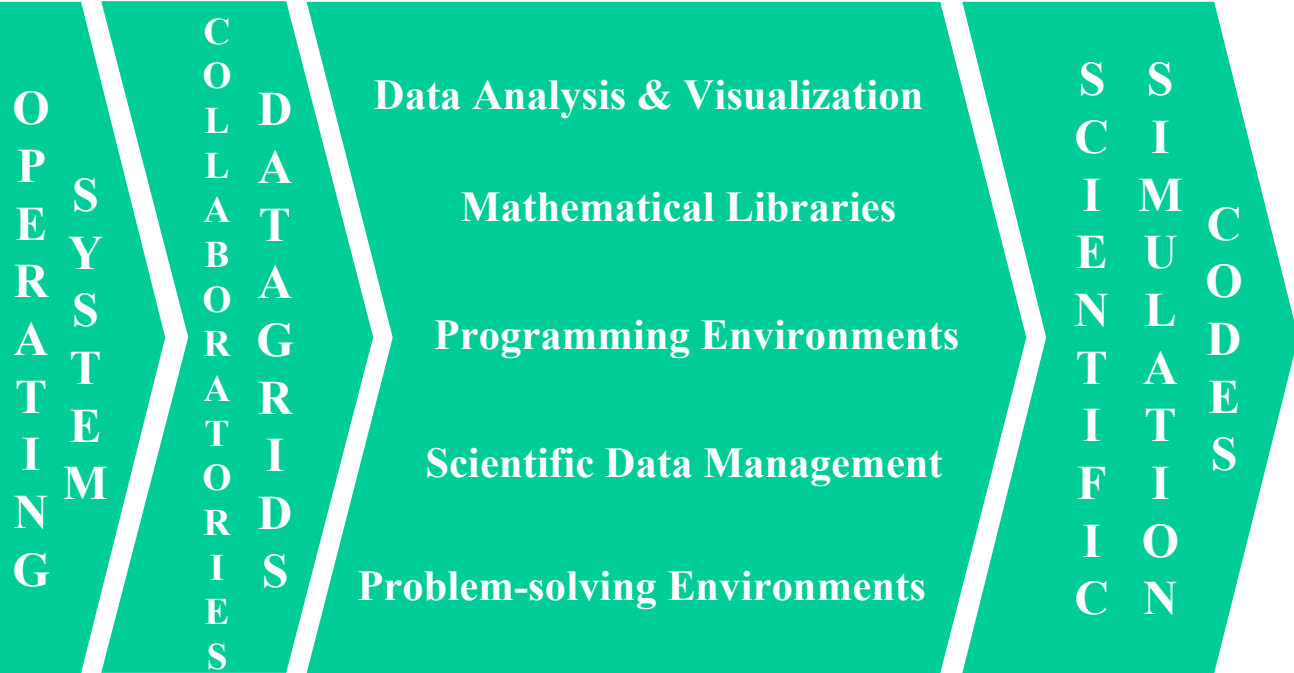 OPERATING
SYSTEM
COLLABORATORIES
DATAGRIDS
Data Analysis & Visualization
Mathematical Libraries
Programming Environments
Scientific Data Management
Problem-solving Environments
SCIENTIFIC
SIMULATION
CODES